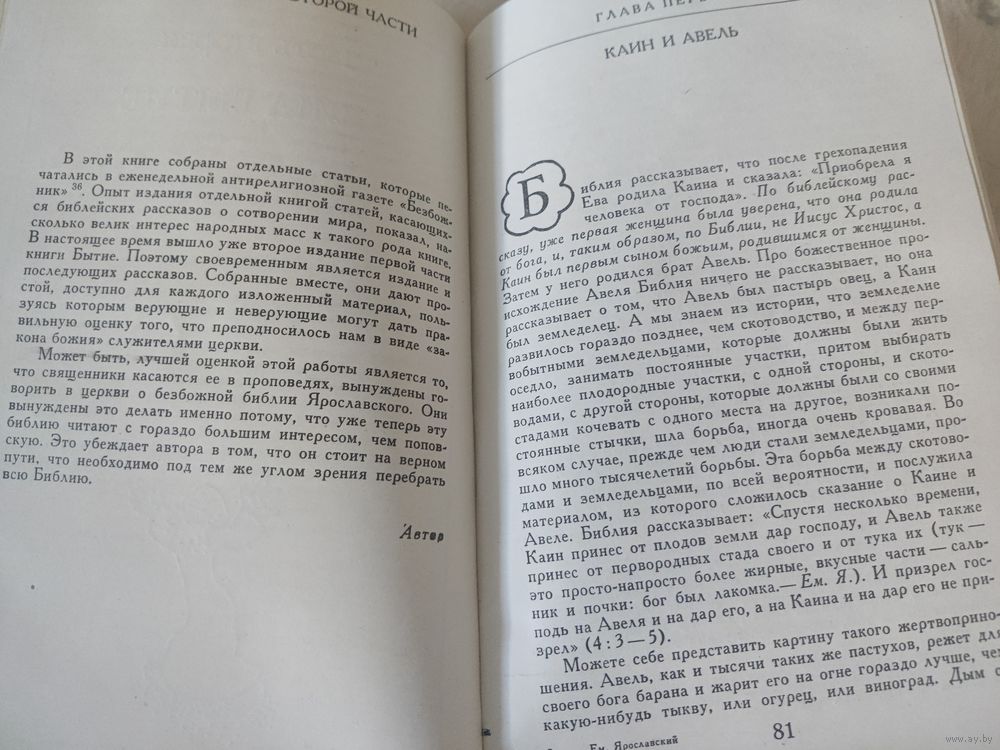 ВТОРОЙ ЧАСТИ
В этой книге собраны отдельные статьи, которые пе-
чатались в еженедельной антирелигиозной газете «Безбож-
ник» 36. Опыт издания отдельной книгой статей, касающих-
ся библейских рассказов о сотворении мира, показал, на-
сколько велик интерес народных масс к такого рода книге.
В настоящее время вышло уже второе издание первой части
книги Бытие. Поэтому своевременным является издание и
последующих рассказов. Собранные вместе, они дают про-
стой, доступно для каждого изложенный материал, поль-
зуясь которым верующие и неверующие могут дать пра-
вильную оценку того, что преподносилось нам в виде «за-
кона божия» служителями церкви.
Может быть, лучшей оценкой этой работы является то,
что священники касаются ее в проповедях, вынуждены го-
ворить в церкви о безбожной библии Ярославского. Они
вынуждены это делать именно потому, что уже теперь эту
библию читают с гораздо большим интересом, чем попов-
скую. Это убеждает автора в том, что он стоит на верном
пути, что необходимо под тем же углом зрения перебрать
всю Библию.
Автор
ГЛАВА
КАИН И АВЕЛЬ
Библия рассказывает, что после грехопадения
Ева родила Каина и сказала: «Приобрела я
человека от господа». По библейскому рас-
сказу, уже первая женщина была уверена, что она родила
от бога, и, таким образом, по Библии, не Иисус Христос, а
Каин был первым сыном божьим, родившимся от женщины.
Затем у него родился брат Авель. Про божественное про-
исхождение Авеля Библия ничего не рассказывает, но она
рассказывает о том, что Авель был пастырь овец, а Каин
был земледелец. А мы знаем из истории, что земледелие
развилось гораздо позднее, чем скотоводство, и между пер-
вобытными земледельцами, которые должны были жить
оседло, занимать постоянные участки, притом выбирать
наиболее плодородные участки, с одной стороны, и ското-
водами, с другой стороны, которые должны были со своими
стадами кочевать с одного места на другое, возникали по-
стоянные стычки, шла борьба, иногда очень кровавая. Во
всяком случае, прежде чем люди стали земледельцами, про-
шло много тысячелетий борьбы. Эта борьба между скотово-
дами и земледельцами, по всей вероятности, и послужила
материалом, из которого сложилось сказание о Каине и
Авеле. Библия рассказывает: «Спустя несколько времени,
Каин принес от плодов земли дар господу, и Авель также
принес от первородных стада своего и от тука их (тук —
это просто-напросто более жирные, вкусные части — саль-
ник и почки: бог был лакомка.— Ем. Я.). И призрел гос-
подь на Авеля и на дар его, а на Каина и на дар его не при-
зрел» (4 : 3 — 5).
Можете себе представить картину такого жертвоприно-
шения. Авель, как и тысячи таких же пастухов, режет для
своего бога барана и жарит его на огне гораздо лучше, чем
какую-нибудь тыкву, или огурец, или виноград. Дым с
Ем. Ярославский
81
www.ay.by